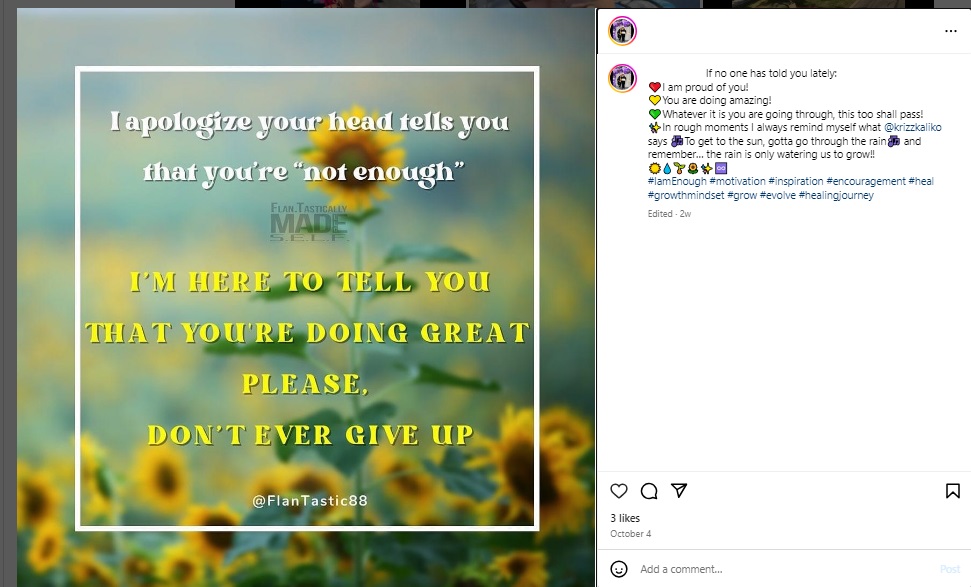 I apologize your head tells you
that you're "not enough"
FLAN.TASTICALLY
MADE
S.E.L.F.
I'M HERE TO TELL YOU
THAT YOU'RE DOING GREAT
PLEASE,
DON'T EVER GIVE UP
@FlanTastic88
If no one has told you lately:
❤️I am proud of you!
💛You are doing amazing!
💚Whatever it is you are going through, this too shall pass!
✨In rough moments I always remind myself what @krizzkaliko
says 🎆To get to the sun, gotta go through the rain🎆 and
remember... the rain is only watering us to grow!!
#IamEnough #motivation #inspiration #encouragement #heal
#growthmindset #grow #evolve #healingjourney
Edited · 2w
3 likes
October 4
Add a comment...
Post